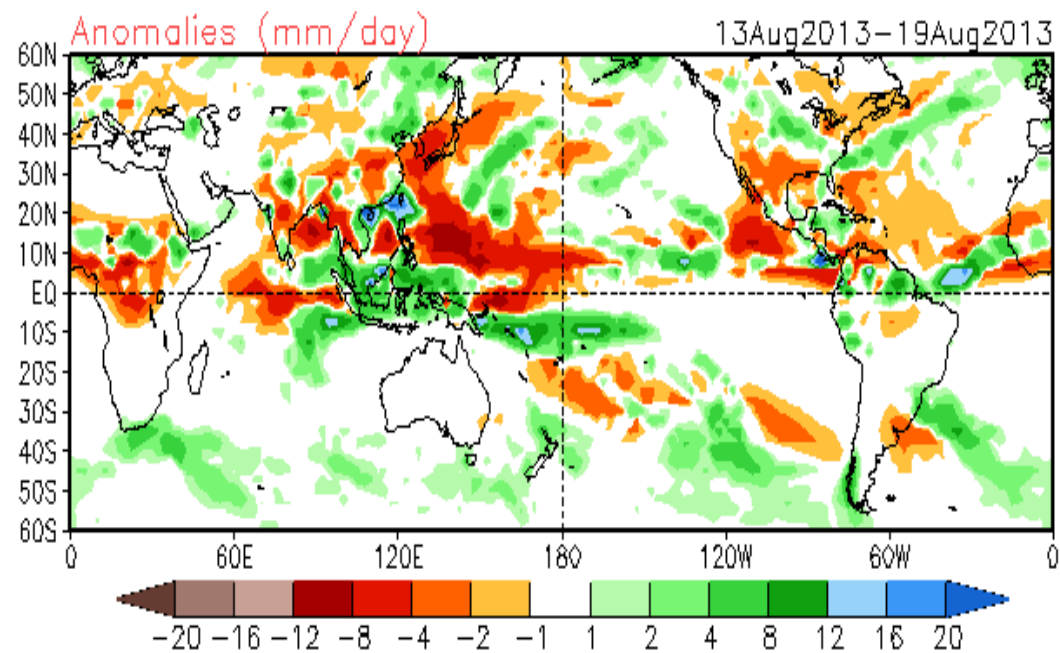 Anomalies (mm/day) 13Aug2013-19Aug2013
60N
50N
40N
30N
20N
10N
EQ
10S
20S
30S
40S
50S
60S
0 60E 120E 180 120W 60W 0
-20 -16 -12 -8 -4 -2 -1 1 2 4 8 12 16 20